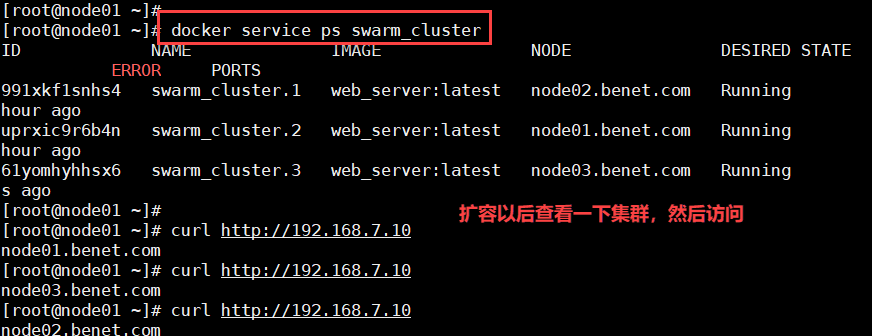 [root@node01 ~]#
[root@node01 ~]# docker service ps swarm_cluster
ID NAME IMAGE NODE DESIRED STATE
ERROR PORTS
991xkf1snhs4 swarm_cluster.1 web_server:latest node02.benet.com Running
hour ago
uprxic9r6b4n swarm_cluster.2 web_server:latest node01.benet.com Running
hour ago
61yomhyhhsx6 swarm_cluster.3 web_server:latest node03.benet.com Running
s ago
[root@node01 ~]#
扩容以后查看一下集群，然后访问
[root@node01 ~]# curl http://192.168.7.10
node01.benet.com
[root@node01 ~]# curl http://192.168.7.10
node03.benet.com
[root@node01 ~]# curl http://192.168.7.10
node02.benet.com